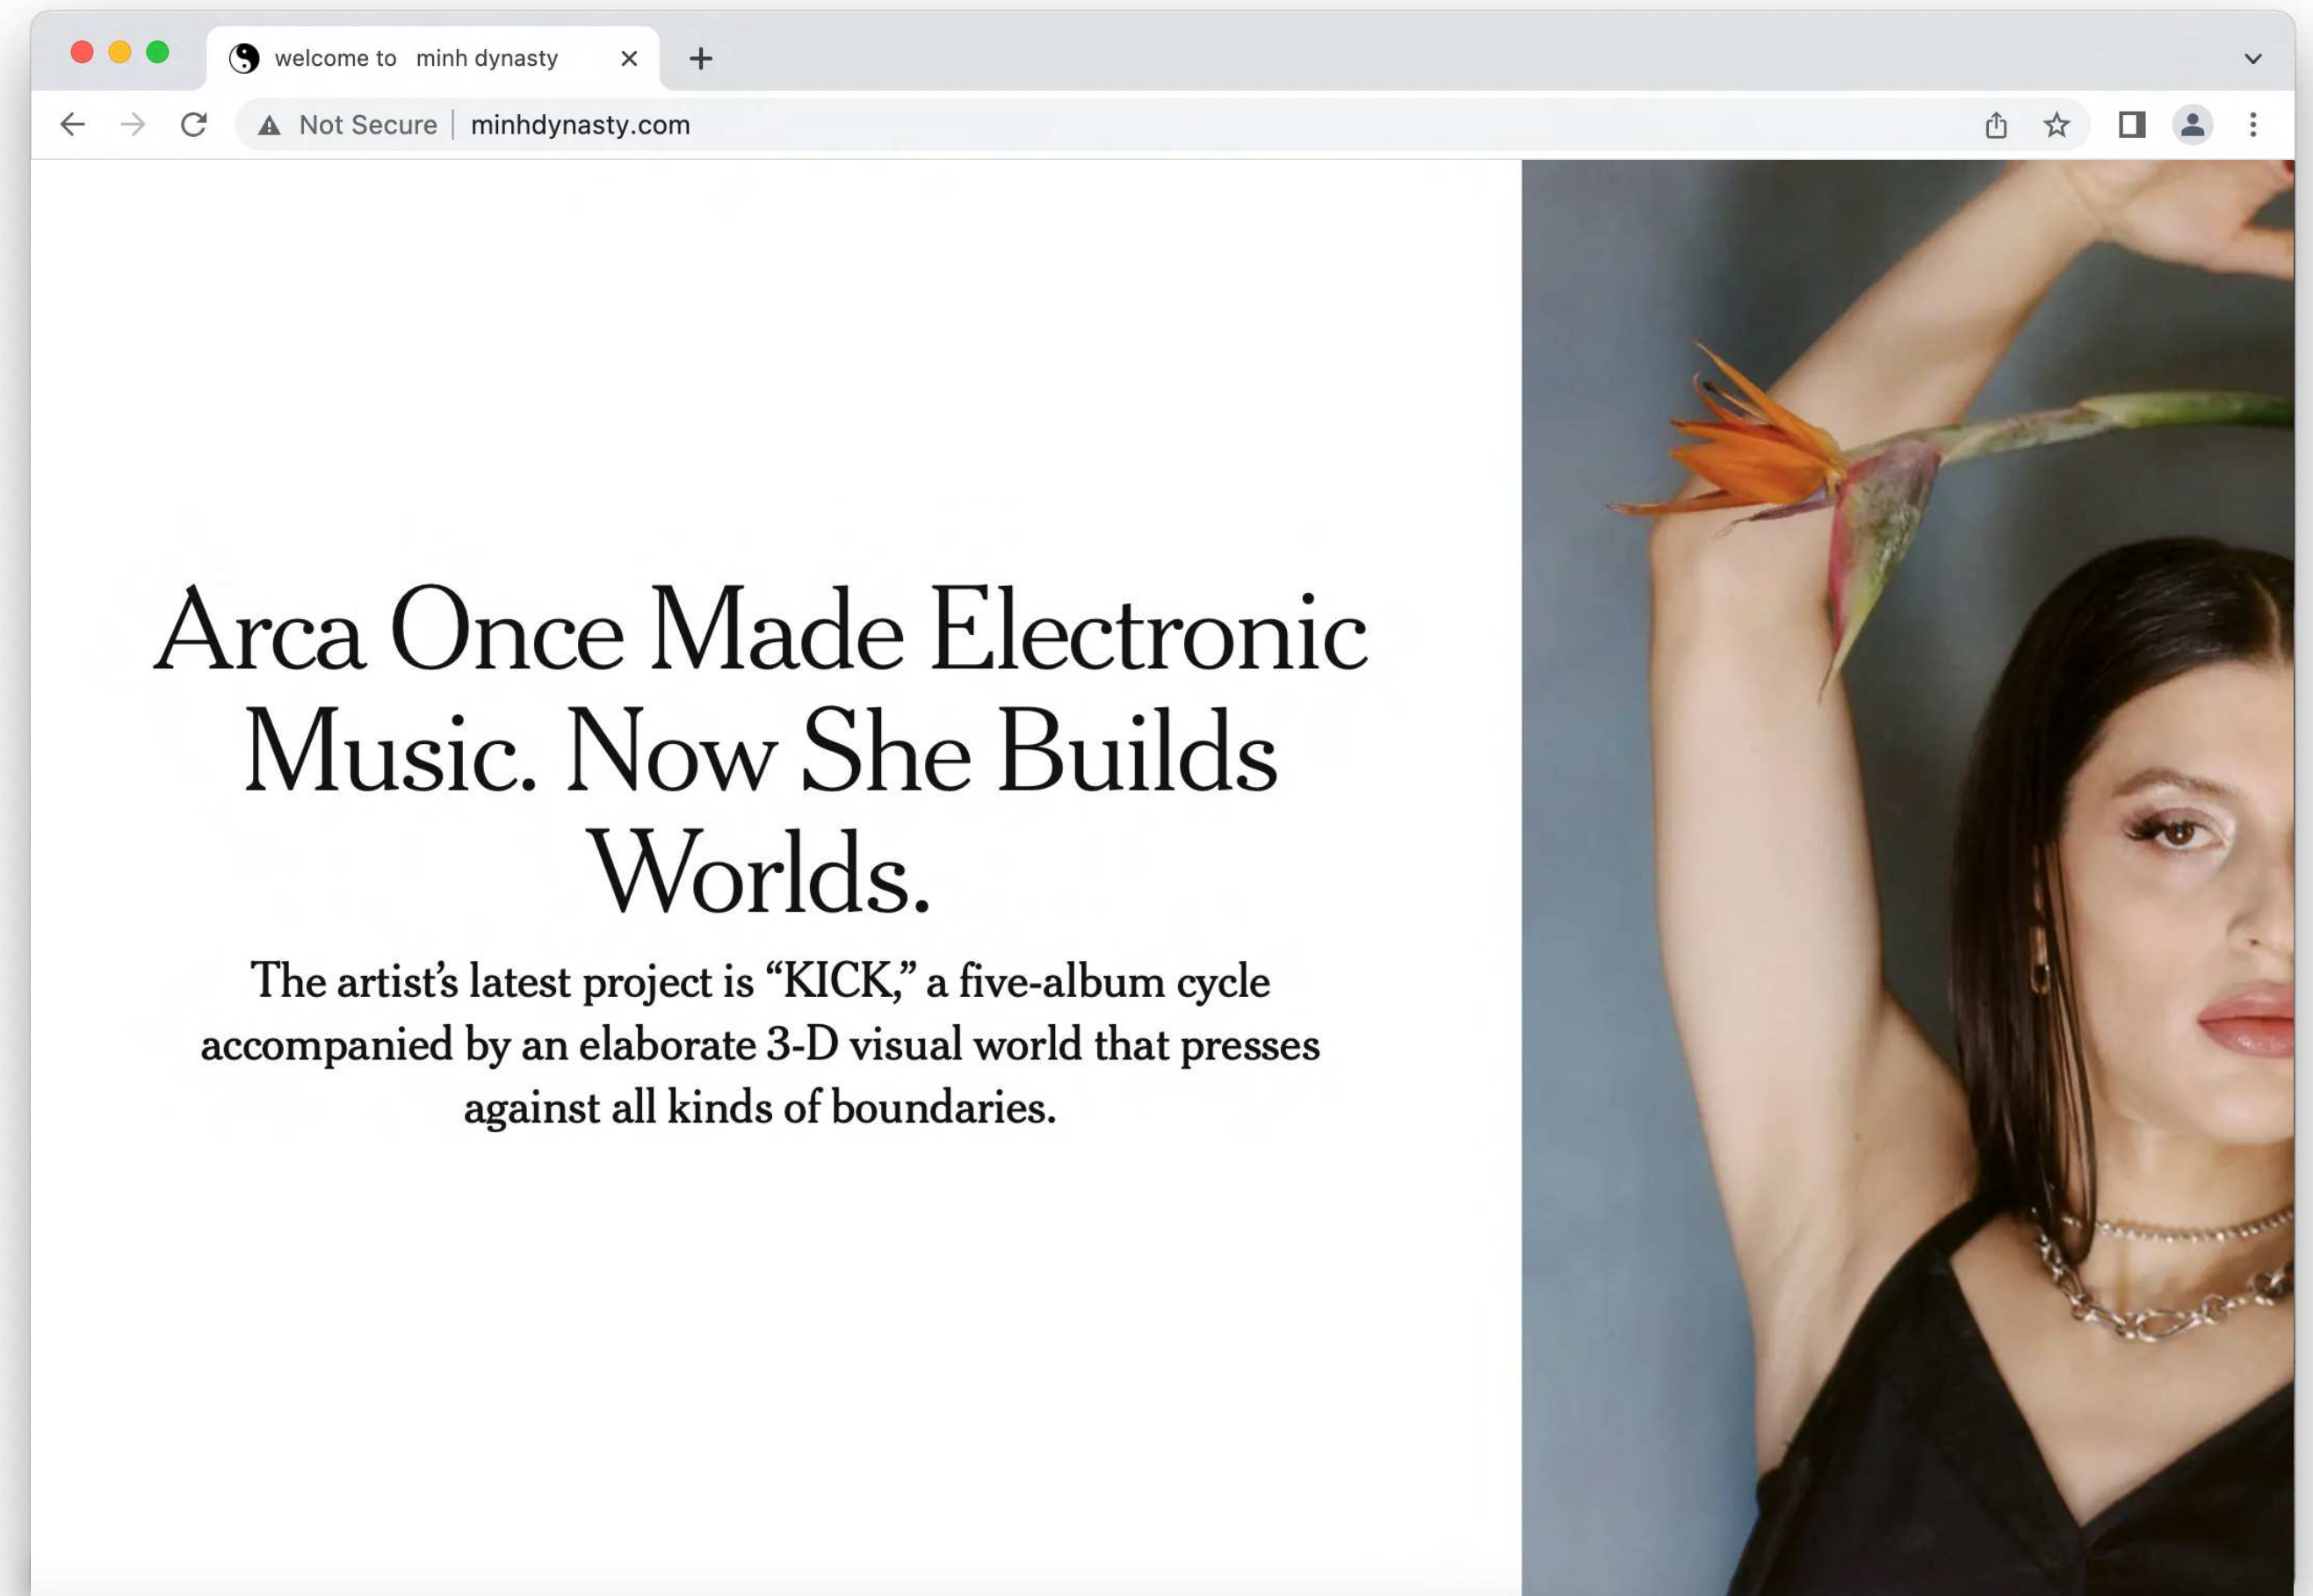 welcome to minh dynasty
Not Secure minhdynasty.com
Arca Once Made Electronic
Music. Now She Builds
Worlds.
The artist’s latest project is “KICK,” a five-album cycle
accompanied by an elaborate 3-D visual world that presses
against all kinds of boundaries.